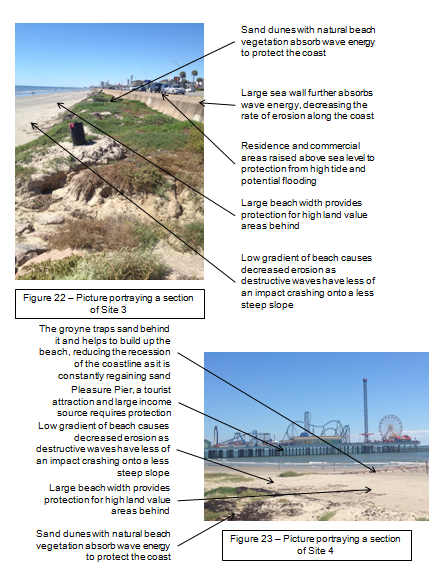 Sand dunes with natural beach
vegetation absorb wave energy
to protect the coast
Large sea wall further absorbs
wave energy, decreasing the
rate of erosion along the coast
Residence and commercial
areas raised above sea level to
protection from high tide and
potential flooding
Large beach width provides
protection for high land value
areas behind
Low gradient of beach causes
decreased erosion as
destructive waves have less of
an impact crashing onto a less
steep slope
Figure 22 – Picture portraying a section
of Site 3
The groyne traps sand behind
it and helps to build up the
beach, reducing the recession
of the coastline as it is
constantly regaining sand
Pleasure Pier, a tourist
attraction and large income
source requires protection
Low gradient of beach causes
decreased erosion as
destructive waves have less of
an impact crashing onto a less
steep slope
Large beach width provides
protection for high land value
areas behind
Sand dunes with natural beach
vegetation absorb wave energy
to protect the coast
Figure 23 – Picture portraying a section
of Site 4